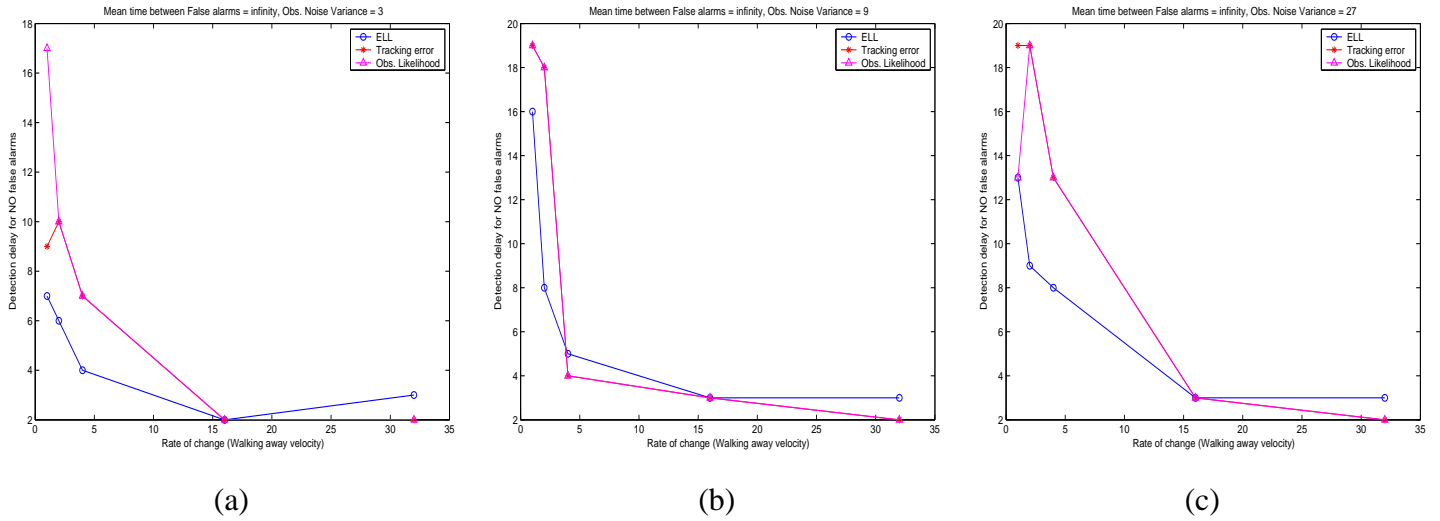 Mean time between False alarms = infinity, Obs. Noise Variance = 3
ELL
Tracking error
Obs. Likelihood
Detection delay for NO false alarms
18
16
14
12
10
8
6
4
2
0 5 10 15 20 25 30 35
Rate of change (Walking away velocity)
(a)
Mean time between False alarms = infinity, Obs. Noise Variance = 9
ELL
Tracking error
Obs. Likelihood
Detection delay for NO false alarms
20
18
16
14
12
10
8
6
4
2
0 5 10 15 20 25 30 35
Rate of change (Walking away velocity)
(b)
Mean time between False alarms = infinity, Obs. Noise Variance = 27
ELL
Tracking error
Obs. Likelihood
Detection delay for NO false alarms
20
18
16
14
12
10
8
6
4
2
0 5 10 15 20 25 30 35
Rate of change (Walking away velocity)
(c)